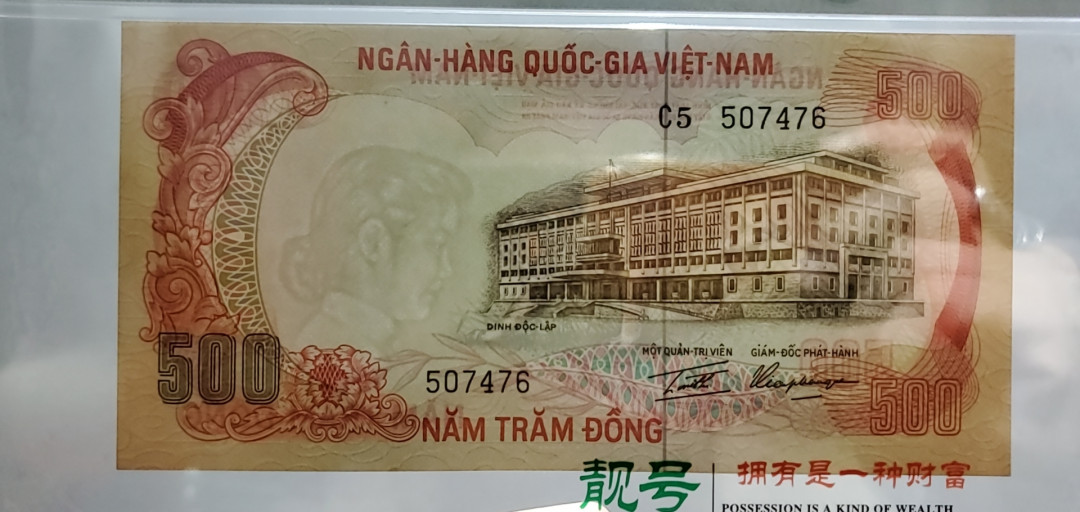 NGÂN-HÀNG QUỐC-GIA VIỆT-NAM
500
C5 507476
DINH ĐỘC-LẬP
MỘT QUẢN-TRỊ VIÊN GIÁM-ĐỐC PHÁT-HÀNH
500
507476
500
NĂM TRĂM ĐỒNG
靓号
拥有是一种财富
POSSESSION IS A KIND OF WEALTH